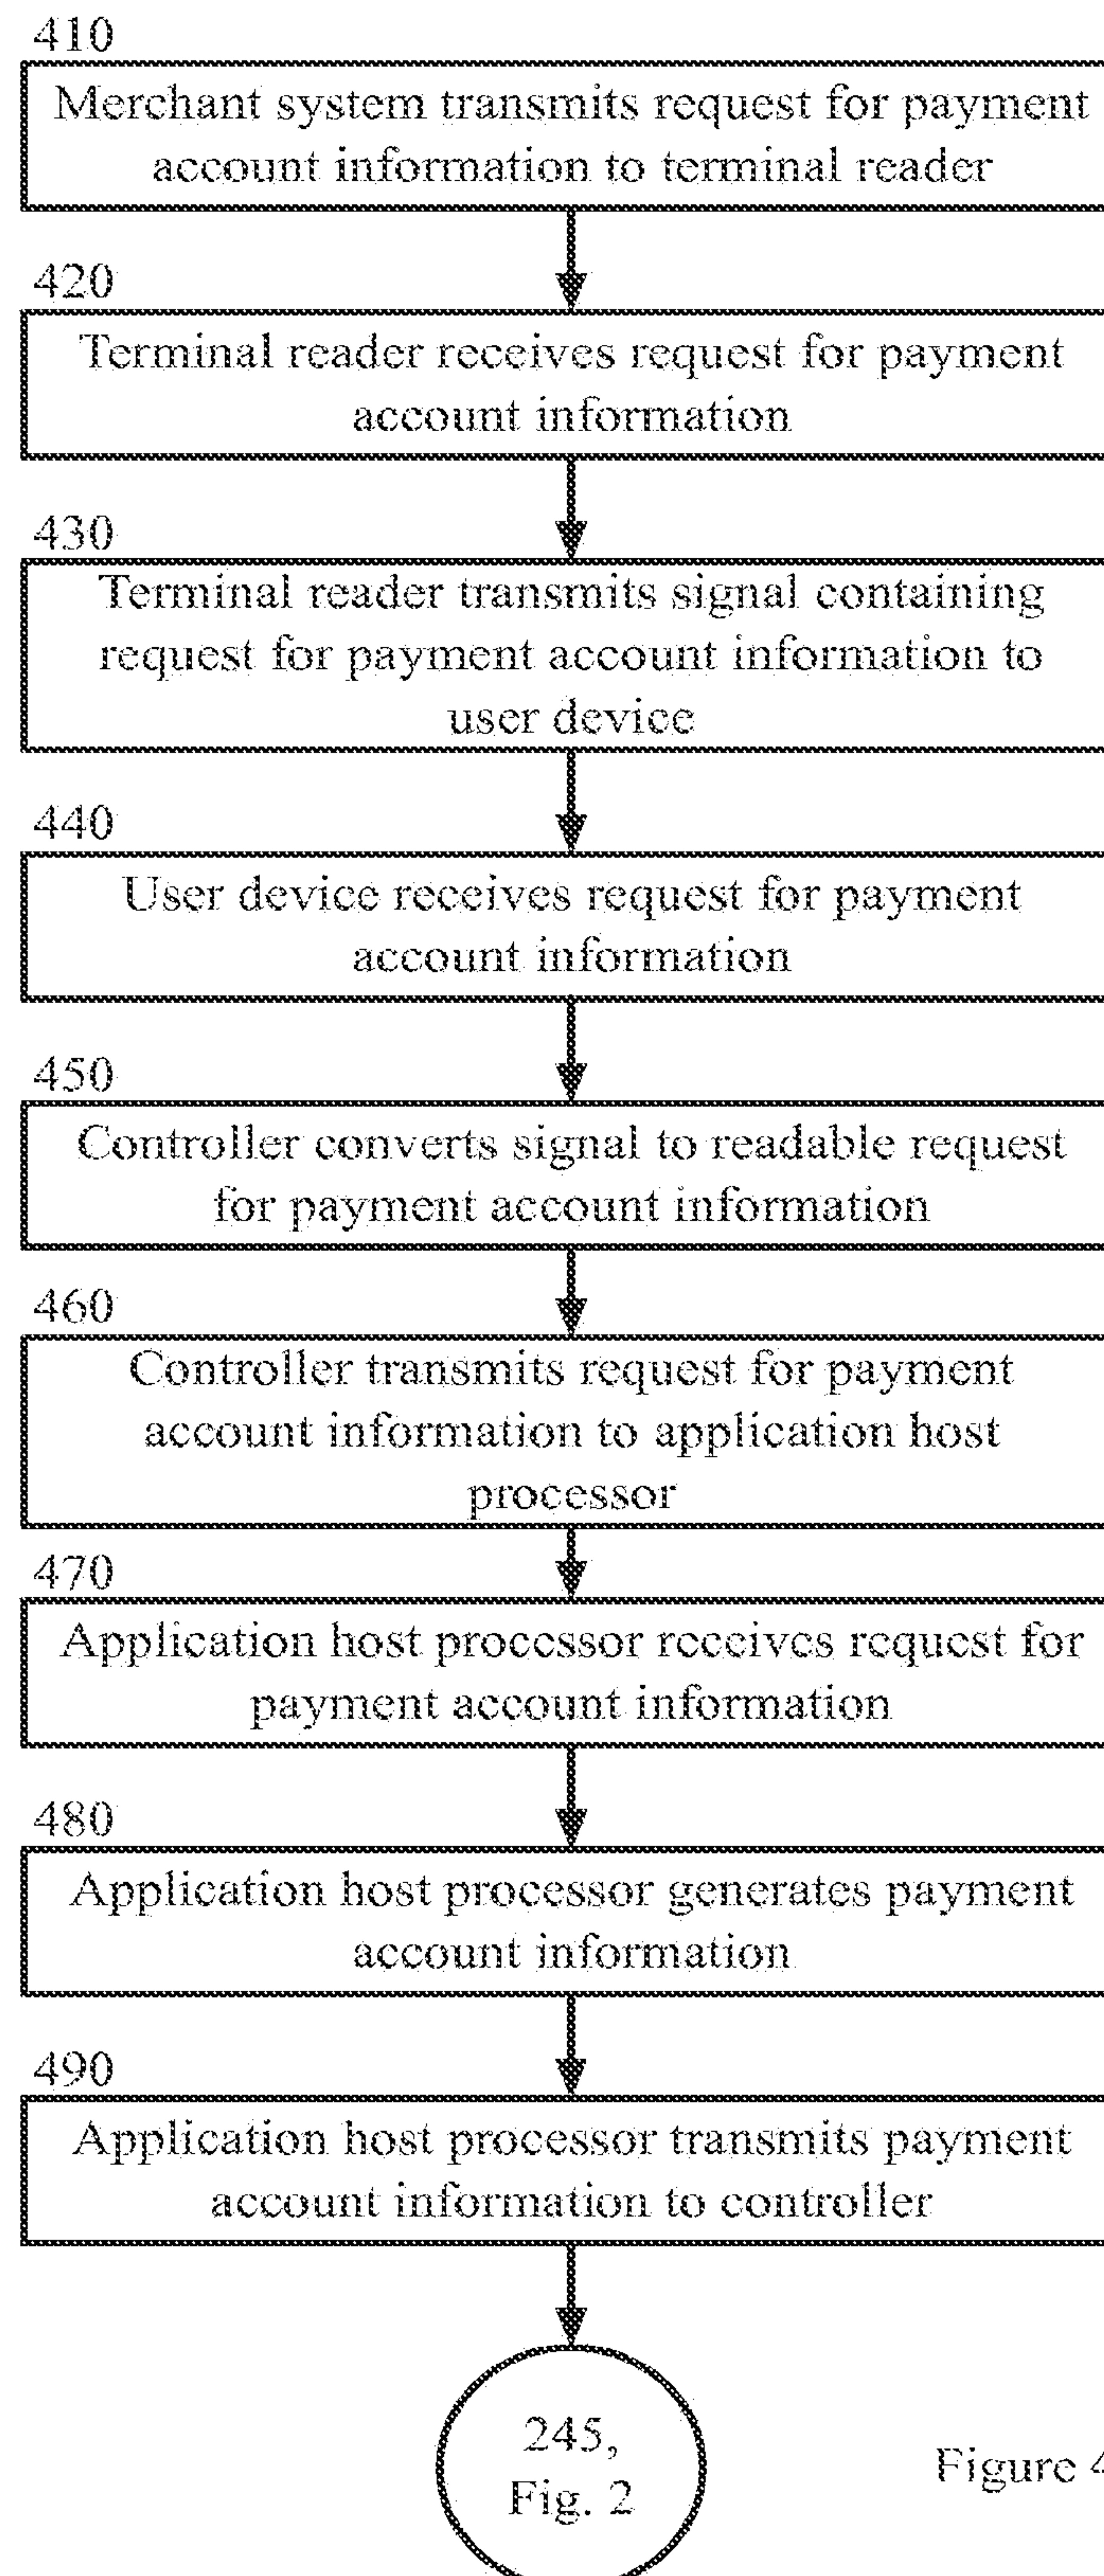 410
Merchant system transmits request for payment
account information to terminal reader
420
Terminal reader receives request for payment
account information
430
Terminal reader transmits signal containing
request for payment account information to
user device
440
User device receives request for payment
account information
450
Controller converts signal to readable request
for payment account information
460
Controller transmits request for payment
account information to application host
processor
470
Application host processor receives request for
payment account information
480
Application host processor generates payment
account information
490
Application host processor transmits payment
account information to controller
245,
Fig. 2
Figure 4